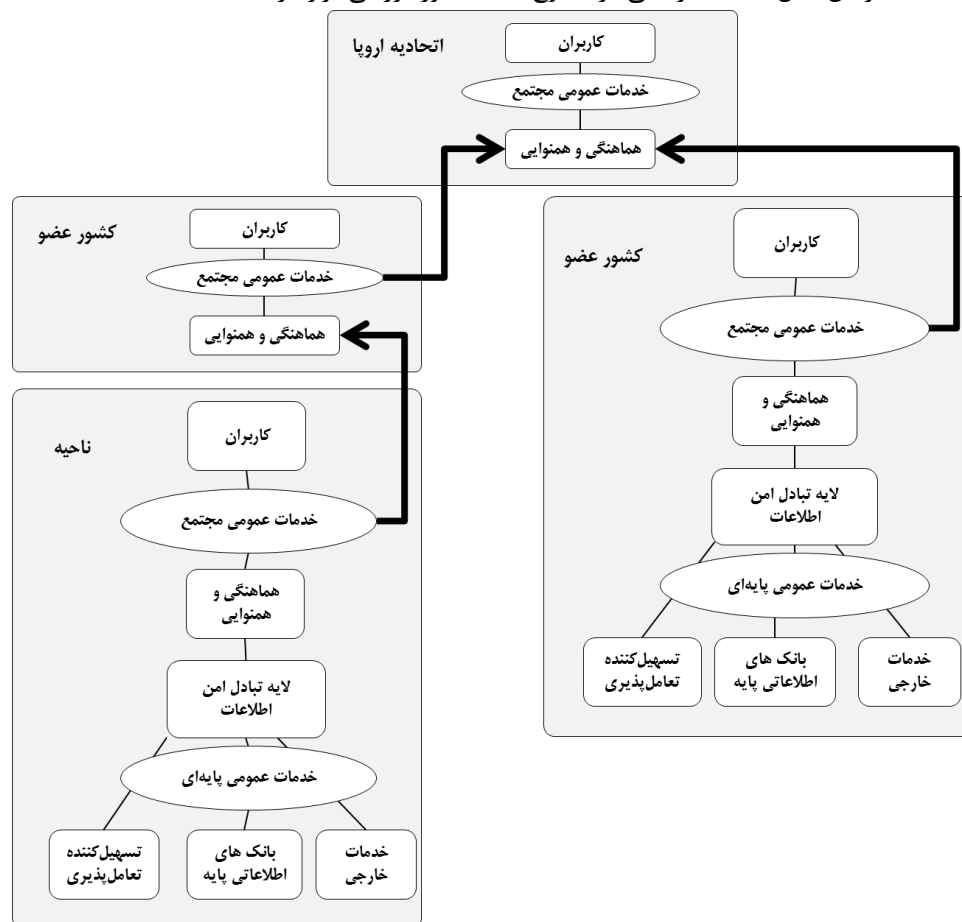 اتحادیه اروپا
کاربران
خدمات عمومی مجتمع
هماهنگی و همنوایی
کشور عضو
کاربران
خدمات عمومی مجتمع
هماهنگی و
همنوایی
لایه تبادل امن
اطلاعات
خدمات عمومی پایه‌ای
خدمات
خارجی
بانک های
اطلاعاتی پایه
تسهیل‌کننده
تعامل‌پذیری
کشور عضو
کاربران
خدمات عمومی مجتمع
هماهنگی و همنوایی
ناحیه
کاربران
خدمات عمومی مجتمع
هماهنگی و
همنوایی
لایه تبادل امن
اطلاعات
خدمات عمومی پایه‌ای
خدمات
خارجی
بانک های
اطلاعاتی پایه
تسهیل‌کننده
تعامل‌پذیری